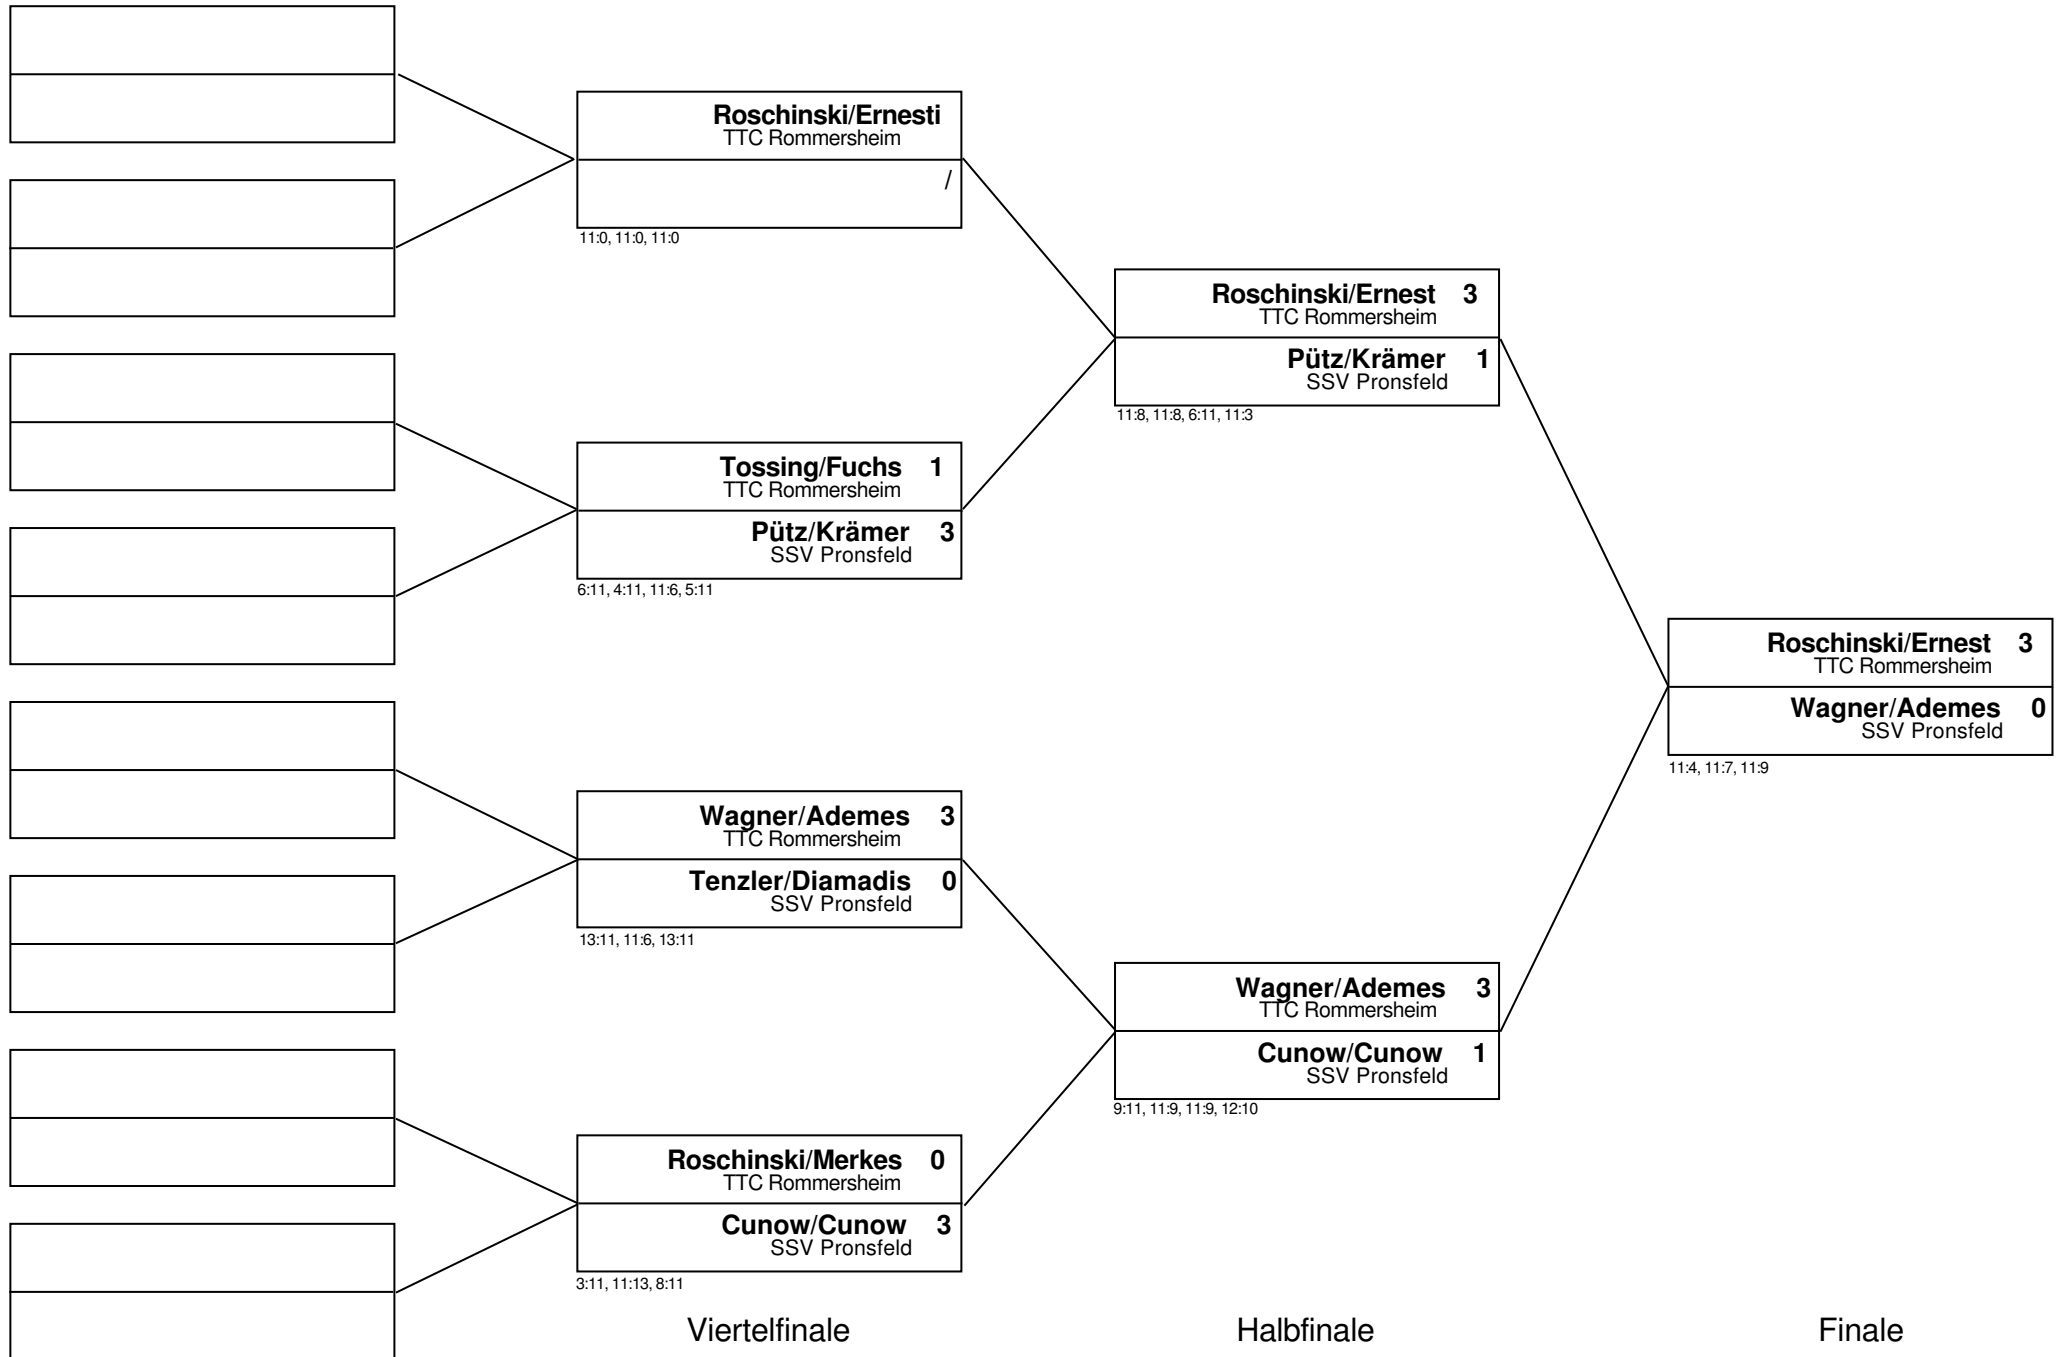 Roschinski/Ernesti
TTC Rommersheim
/
11:0, 11:0, 11:0
Tossing/Fuchs 1
TTC Rommersheim
Pütz/Krämer 3
SSV Pronsfeld
6:11, 4:11, 11:6, 5:11
Wagner/Ademes 3
TTC Rommersheim
Tenzler/Diamadis 0
SSV Pronsfeld
13:11, 11:6, 13:11
Roschinski/Merkes 0
TTC Rommersheim
Cunow/Cunow 3
SSV Pronsfeld
3:11, 11:13, 8:11
Viertelfinale
Roschinski/Ernest 3
TTC Rommersheim
Pütz/Krämer 1
SSV Pronsfeld
11:8, 11:8, 6:11, 11:3
Wagner/Ademes 3
TTC Rommersheim
Cunow/Cunow 1
SSV Pronsfeld
9:11, 11:9, 11:9, 12:10
Halbfinale
Roschinski/Ernest 3
TTC Rommersheim
Wagner/Ademes 0
SSV Pronsfeld
11:4, 11:7, 11:9
Finale